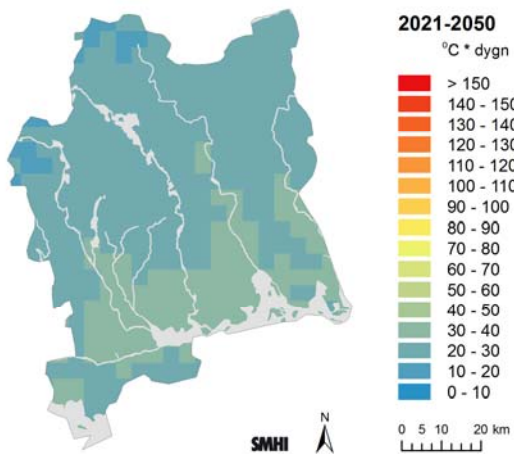 2021-2050
°C * dygn
> 150
140 - 150
130 - 140
120 - 130
110 - 120
100 - 110
90 - 100
80 - 90
70 - 80
60 - 70
50 - 60
40 - 50
30 - 40
20 - 30
10 - 20
0 - 10
SMHI
N
0 5 10 20 km